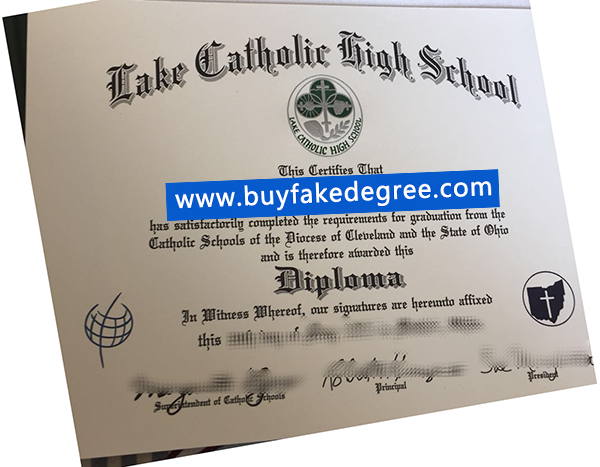 Lake Catholic High School
LAKE CATHOLIC HIGH SCHOOL
This Certifies That
www.buyfakedegree.com
has satisfactorily completed the requirements for graduation from the
Catholic Schools of the Diocese of Cleveland and the State of Ohio
and is therefore awarded this
Diploma
In Witness Whereof, our signatures are hereunto affixed
this
Superintendent of Catholic Schools
Principal
President